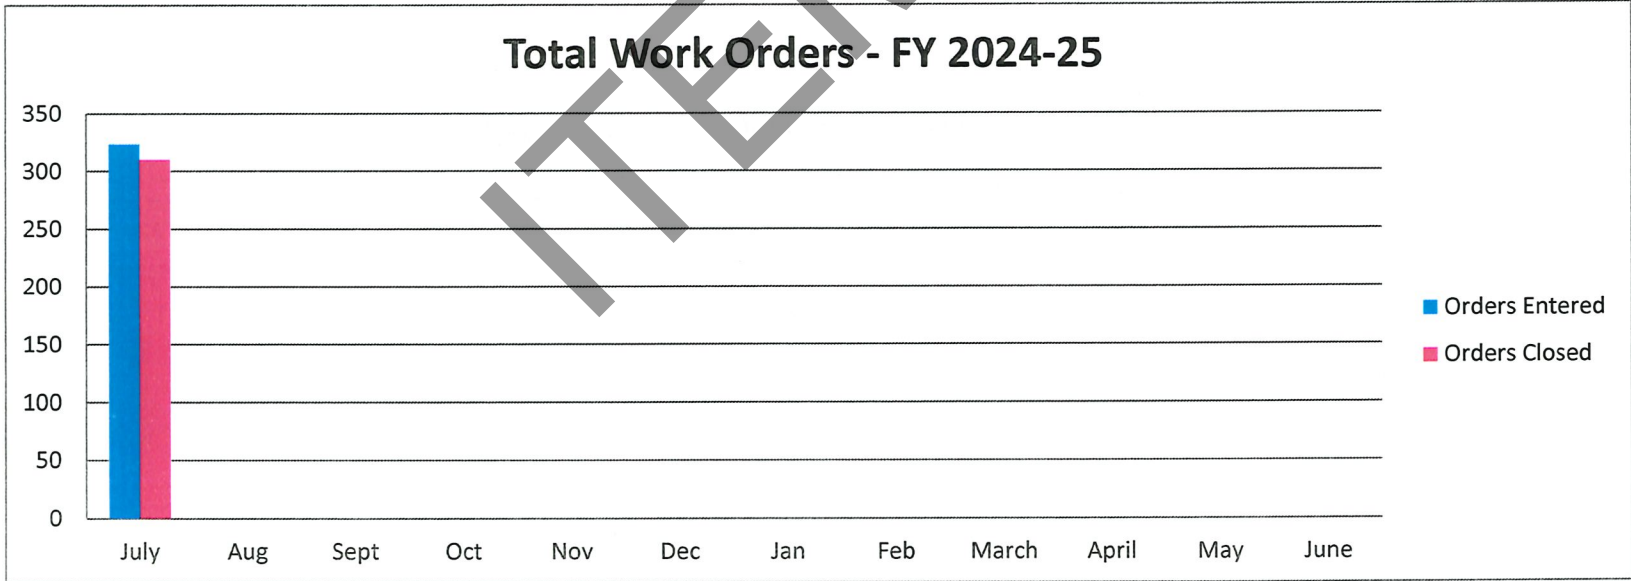 Total Work Orders - FY 2024-25
350
300
250
200
150
100
50
0
July Aug Sept Oct Nov Dec Jan Feb March April May June
Orders Entered
Orders Closed